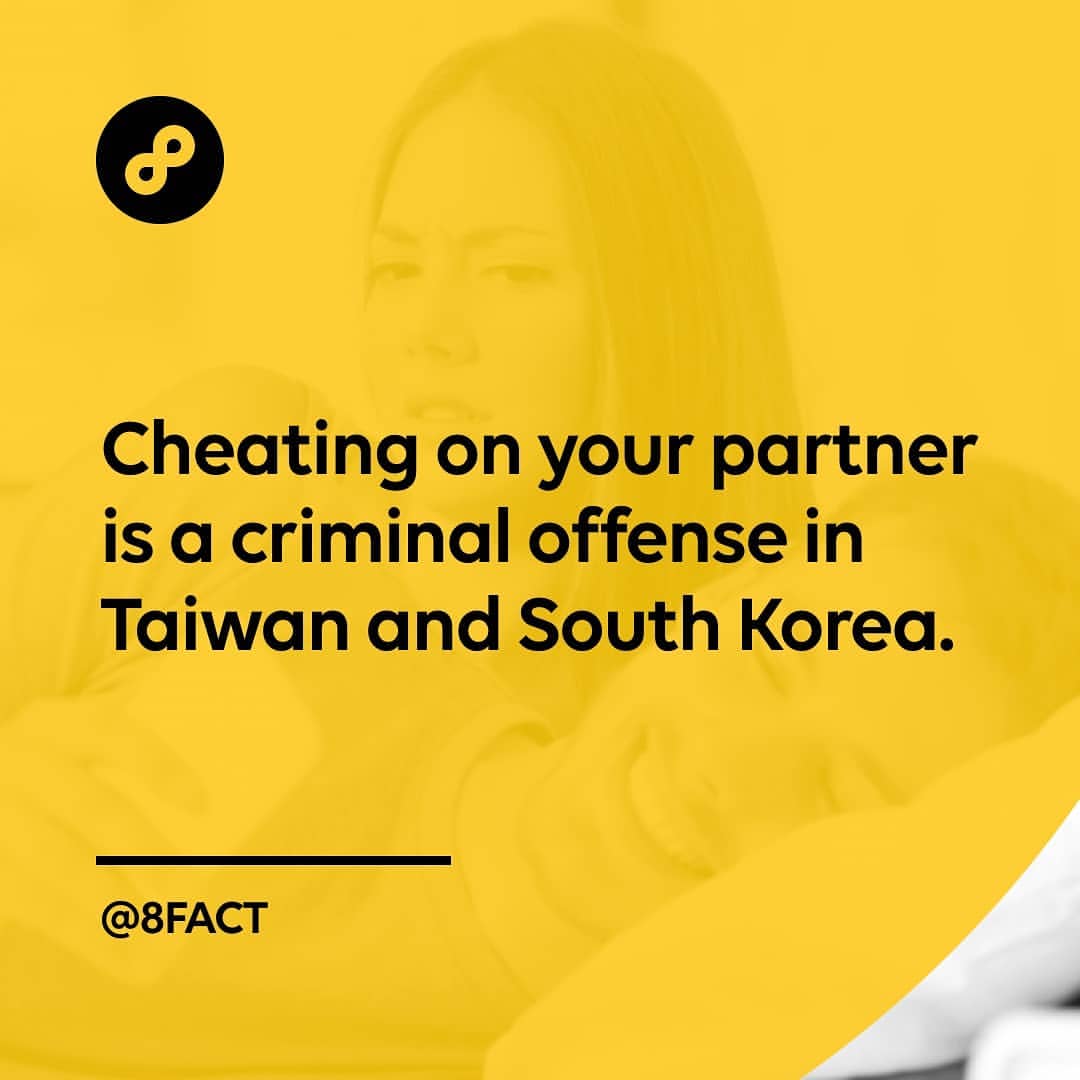 Cheating on your partner
is a criminal offense in
Taiwan and South Korea.
@8FACT